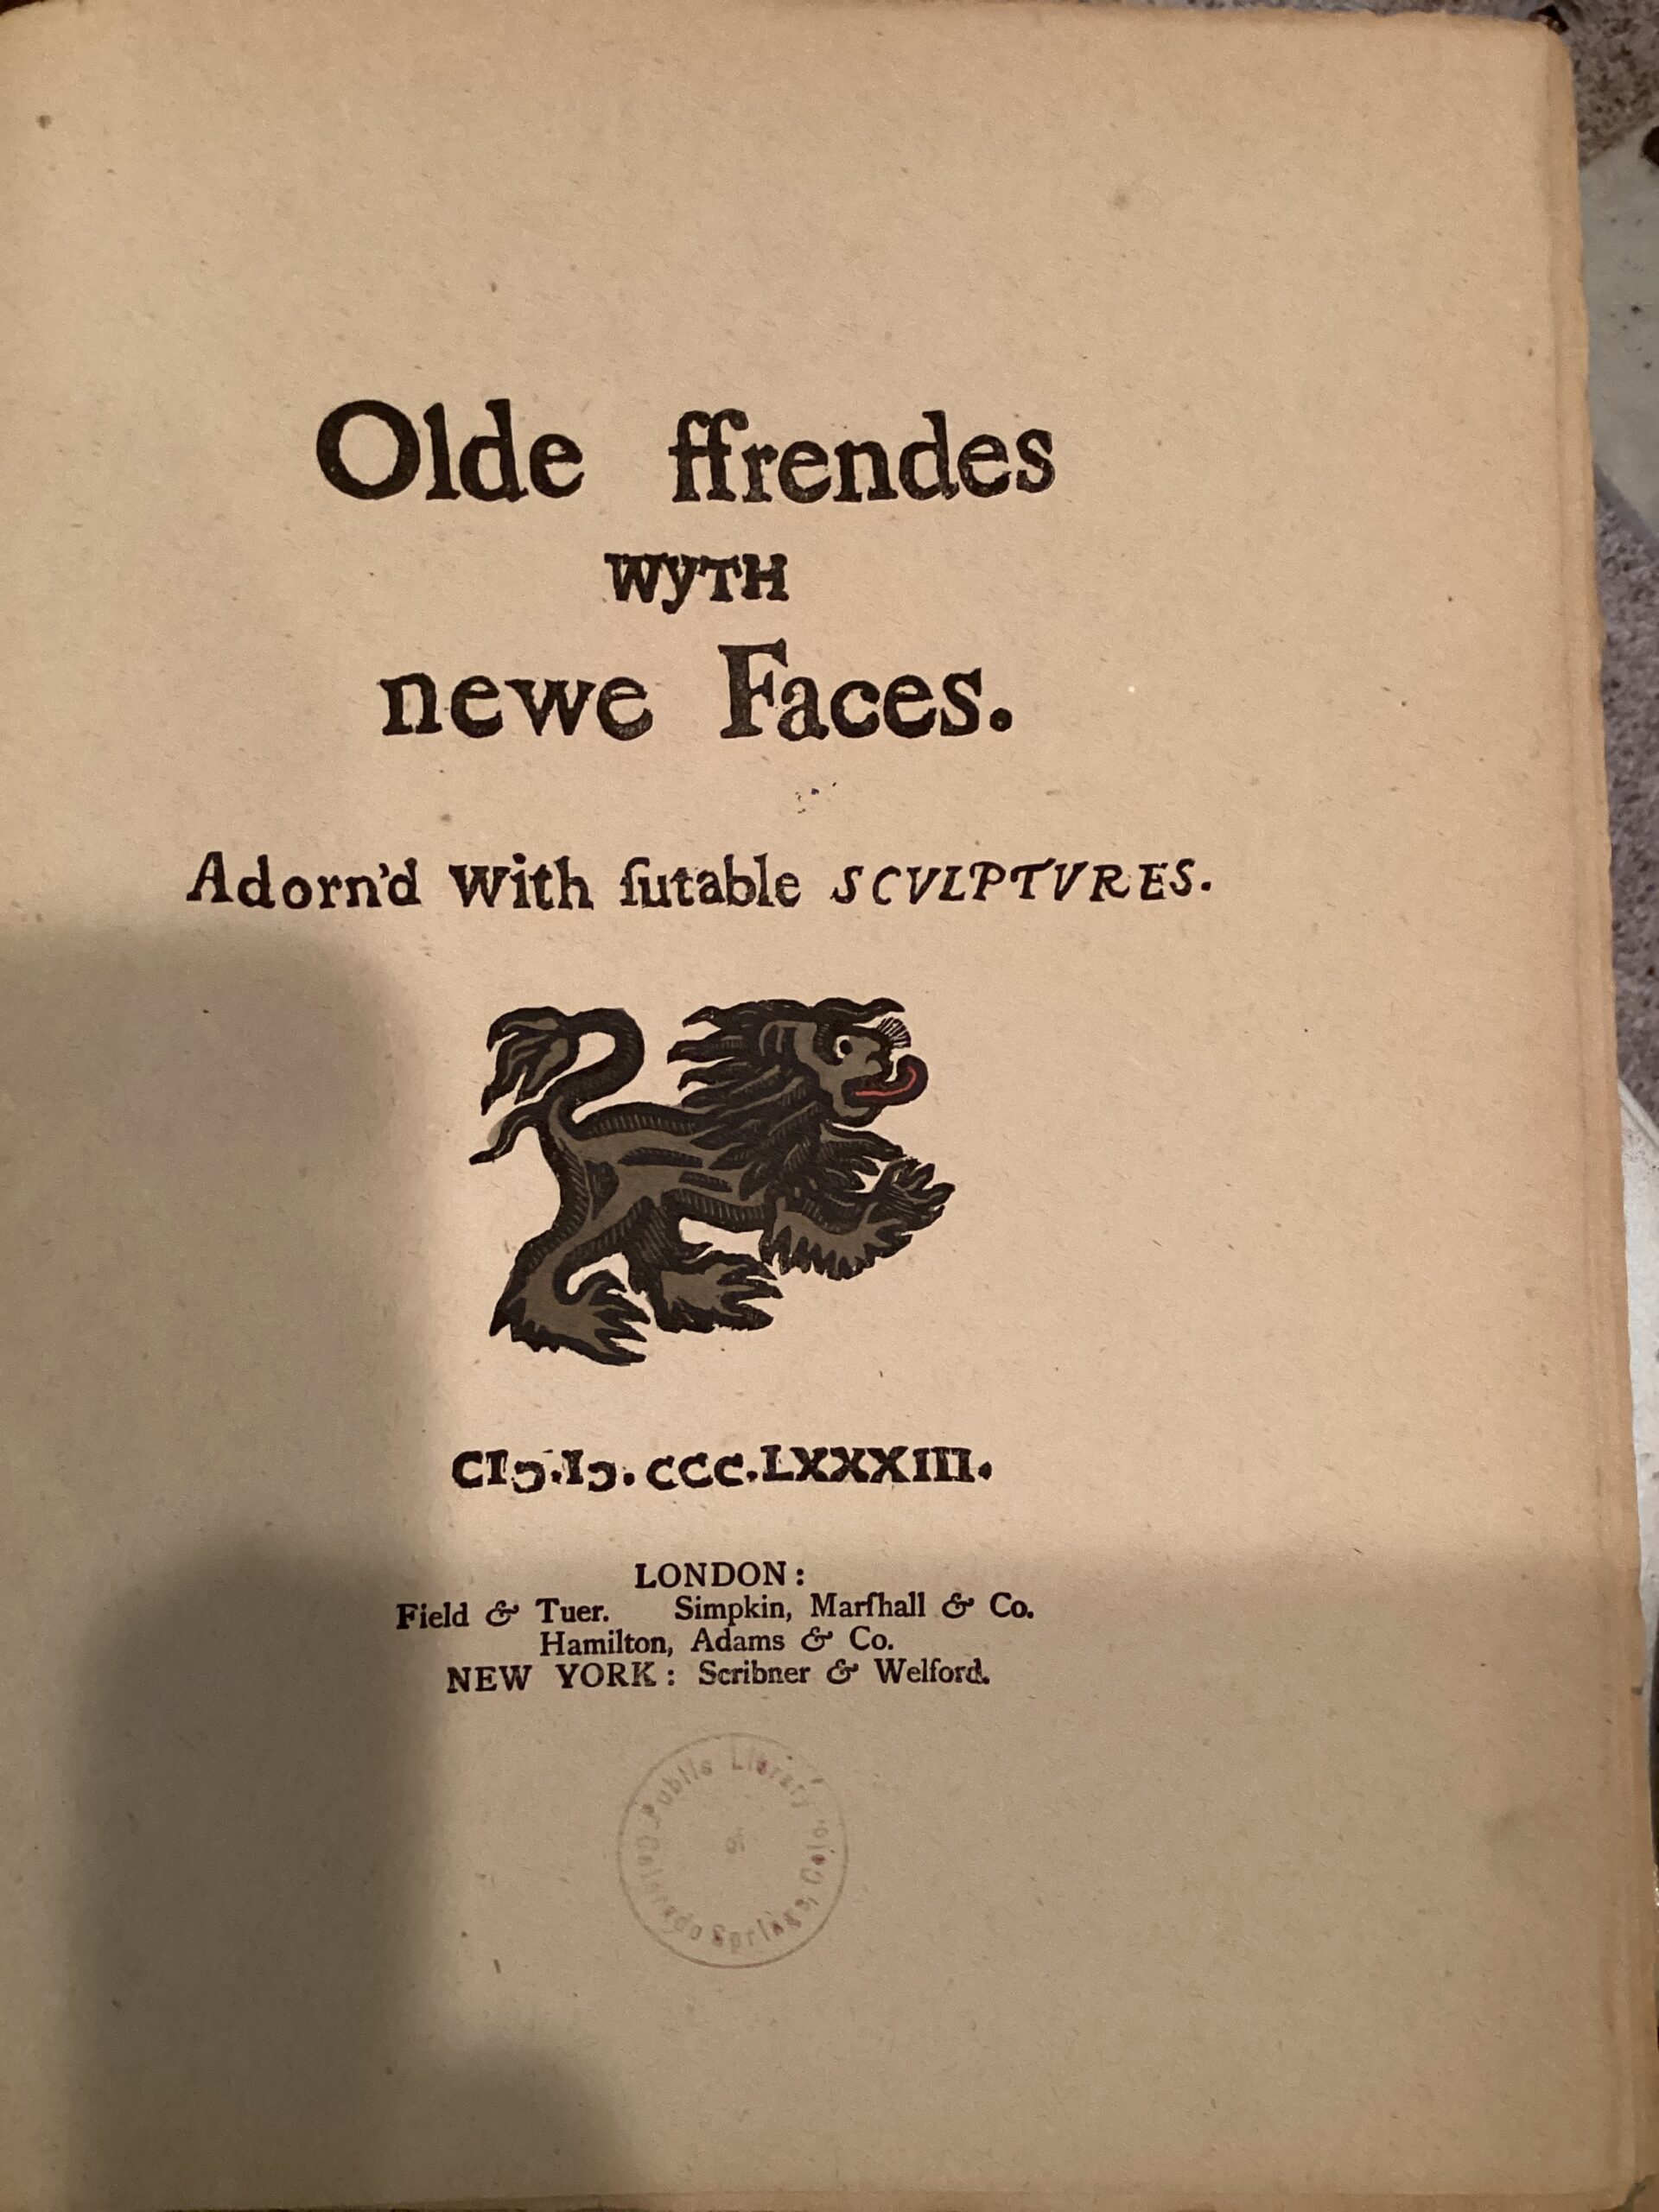 Olde ffrendes
WYTH
newe Faces.
Adorn'd With ſutable SCVLPTVRES.
CIↃ.IↃ.CCC.LXXXIII.
LONDON:
Field & Tuer. Simpkin, Marſhall & Co.
Hamilton, Adams & Co.
NEW YORK: Scribner & Welford.
Public Library
Colorado Springs, Colo.